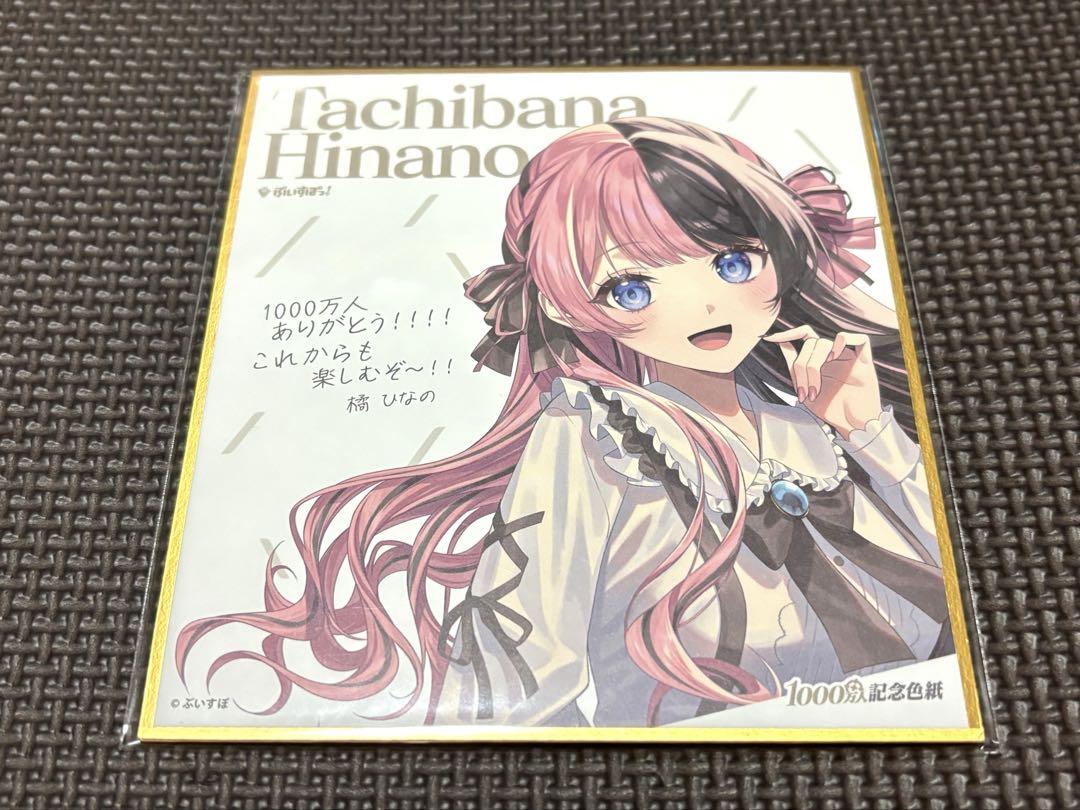 Tachibana
Hinano
ぶいすぽっ!
1000万人
ありがとう!!!!
これからも
楽しむぞ~!!
橘 ひなの
1000万人記念色紙
© ぶいすぽ